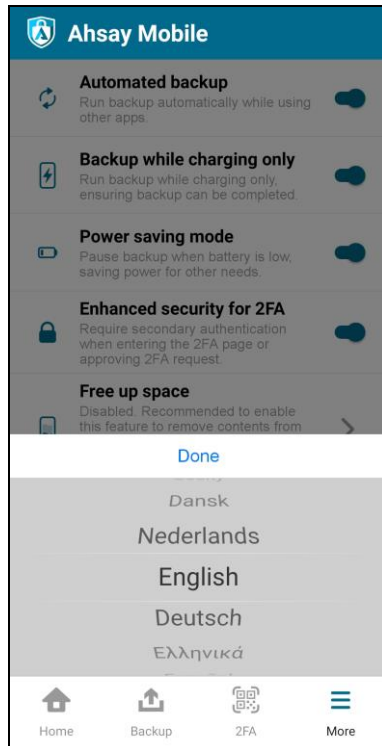 Ahsay Mobile
Automated backup
Run backup automatically while using
other apps.
Backup while charging only
Run backup while charging only,
ensuring backup can be completed.
Power saving mode
Pause backup when battery is low,
saving power for other needs.
Enhanced security for 2FA
Require secondary authentication
when entering the 2FA page or
approving 2FA request.
Free up space
Disabled. Recommended to enable
this feature to remove contents from
Done
Dansk
Nederlands
English
Deutsch
Ελληνικά
Home
Backup
2FA
More